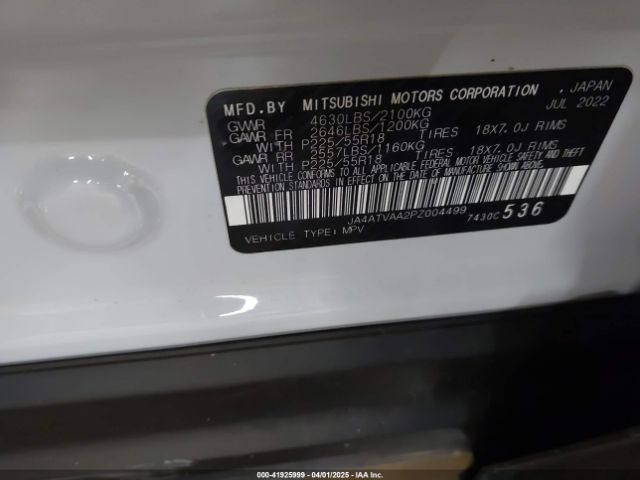 MFD.BY MITSUBISHI MOTORS CORPORATION . JAPAN
GVWR 4630LBS/2100KG JUL 2022
GAWR FR 2646LBS/1200KG
WITH P225/55R18 TIRES 18X7.0J RIMS
GAWR RR 2557LBS/1160KG
WITH P225/55R18 TIRES 18X7.0J RIMS
THIS VEHICLE CONFORMS TO ALL APPLICABLE FEDERAL MOTOR VEHICLE SAFETY AND THEFT
PREVENTION STANDARDS IN EFFECT ON THE DATE OF MANUFACTURE SHOWN ABOVE.
JA4ATVAA2PZ004499 7430C 536
VEHICLE TYPE: MPV
000-41925999 - 04/01/2025 - IAA Inc.